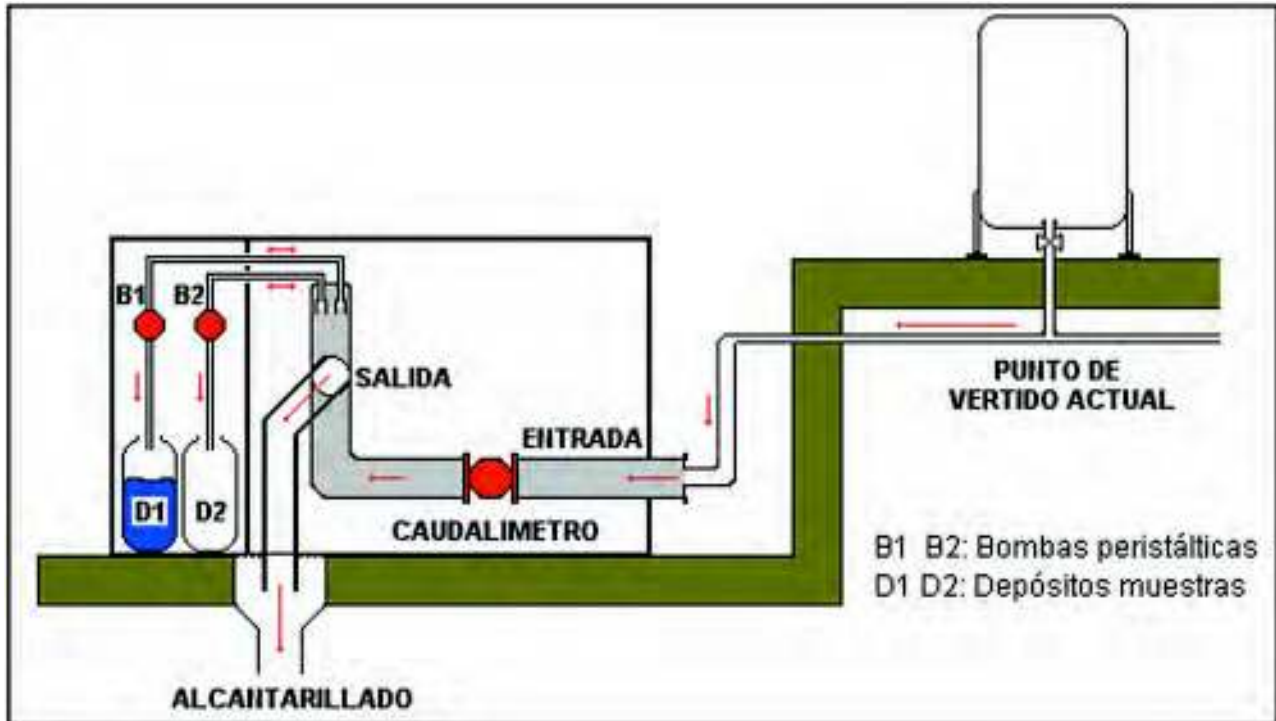 B1
B2
SALIDA
PUNTO DE
VERTIDO ACTUAL
ENTRADA
D1
D2
CAUDALIMETRO
B1 B2: Bombas peristálticas
D1 D2: Depósitos muestras
ALCANTARILLADO